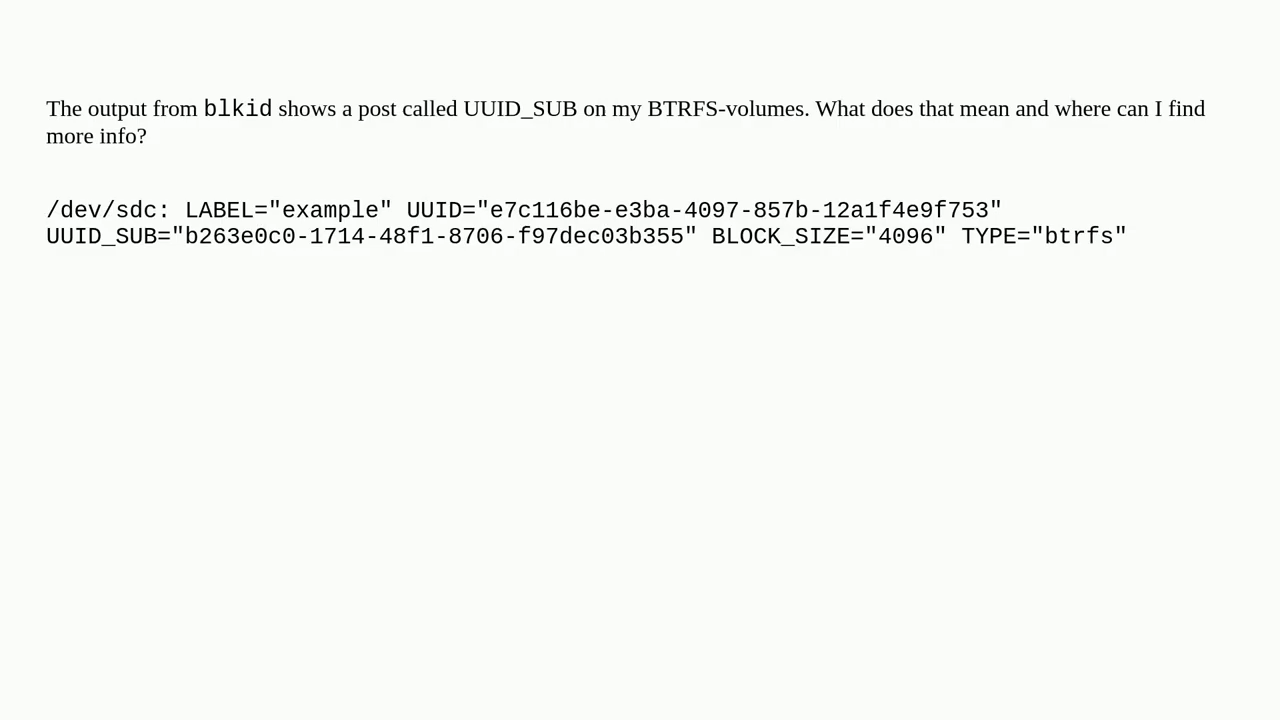 The output from blkid shows a post called UUID_SUB on my BTRFS-volumes. What does that mean and where can I find
more info?
/dev/sdc: LABEL="example" UUID="e7c116be-e3ba-4097-857b-12a1f4e9f753"
UUID_SUB="b263e0c0-1714-48f1-8706-f97dec03b355" BLOCK_SIZE="4096" TYPE="btrfs"